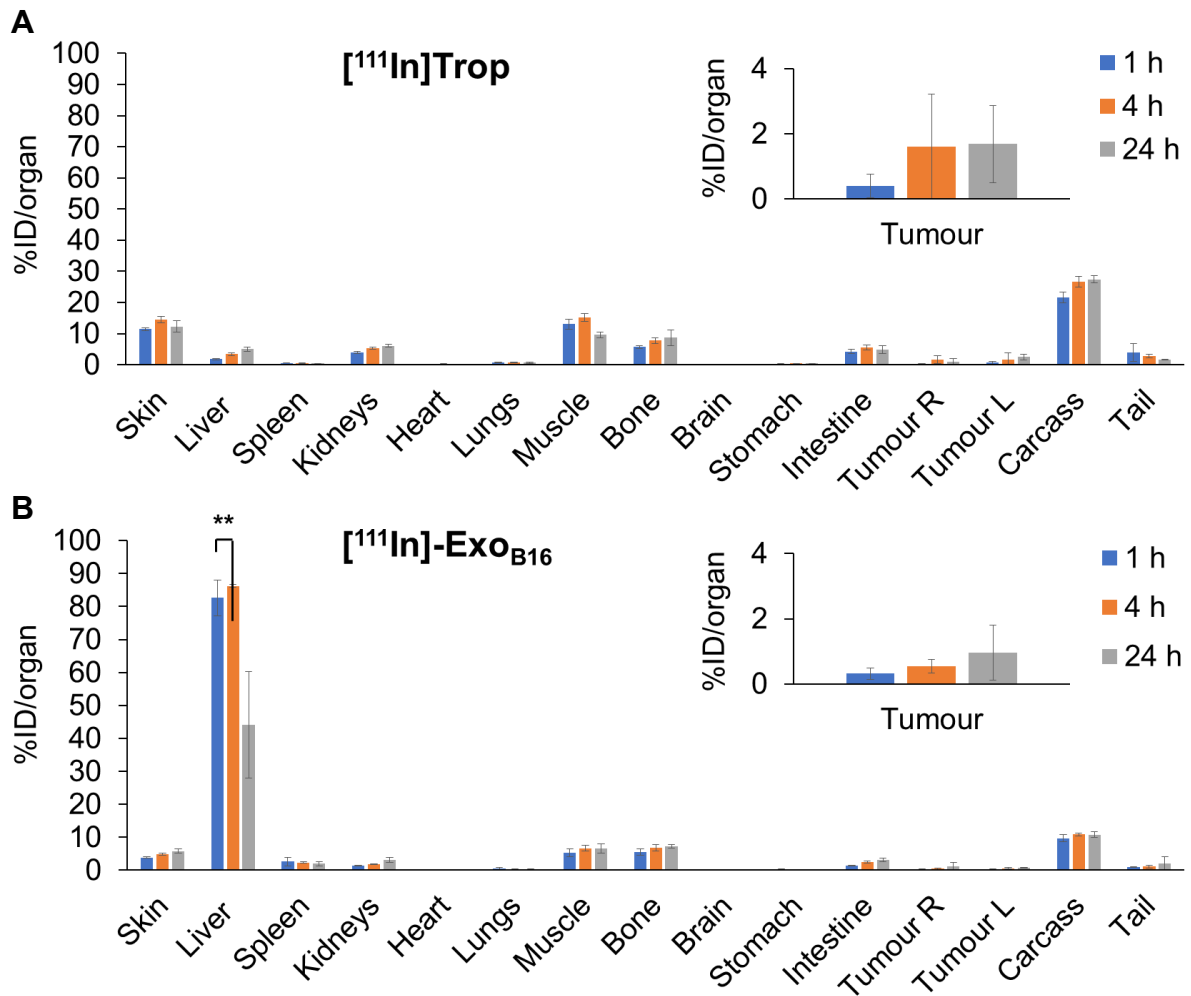 A
[¹¹¹In]Trop
%ID/organ
100
90
80
70
60
50
40
30
20
10
0
Skin
Liver
Spleen
Kidneys
Heart
Lungs
Muscle
Bone
Brain
Stomach
Intestine
Tumour R
Tumour L
Carcass
Tail
%ID/organ
4
2
0
Tumour
1 h
4 h
24 h
B
[¹¹¹In]-Exo_B16
**
%ID/organ
100
90
80
70
60
50
40
30
20
10
0
Skin
Liver
Spleen
Kidneys
Heart
Lungs
Muscle
Bone
Brain
Stomach
Intestine
Tumour R
Tumour L
Carcass
Tail
%ID/organ
4
2
0
Tumour
1 h
4 h
24 h